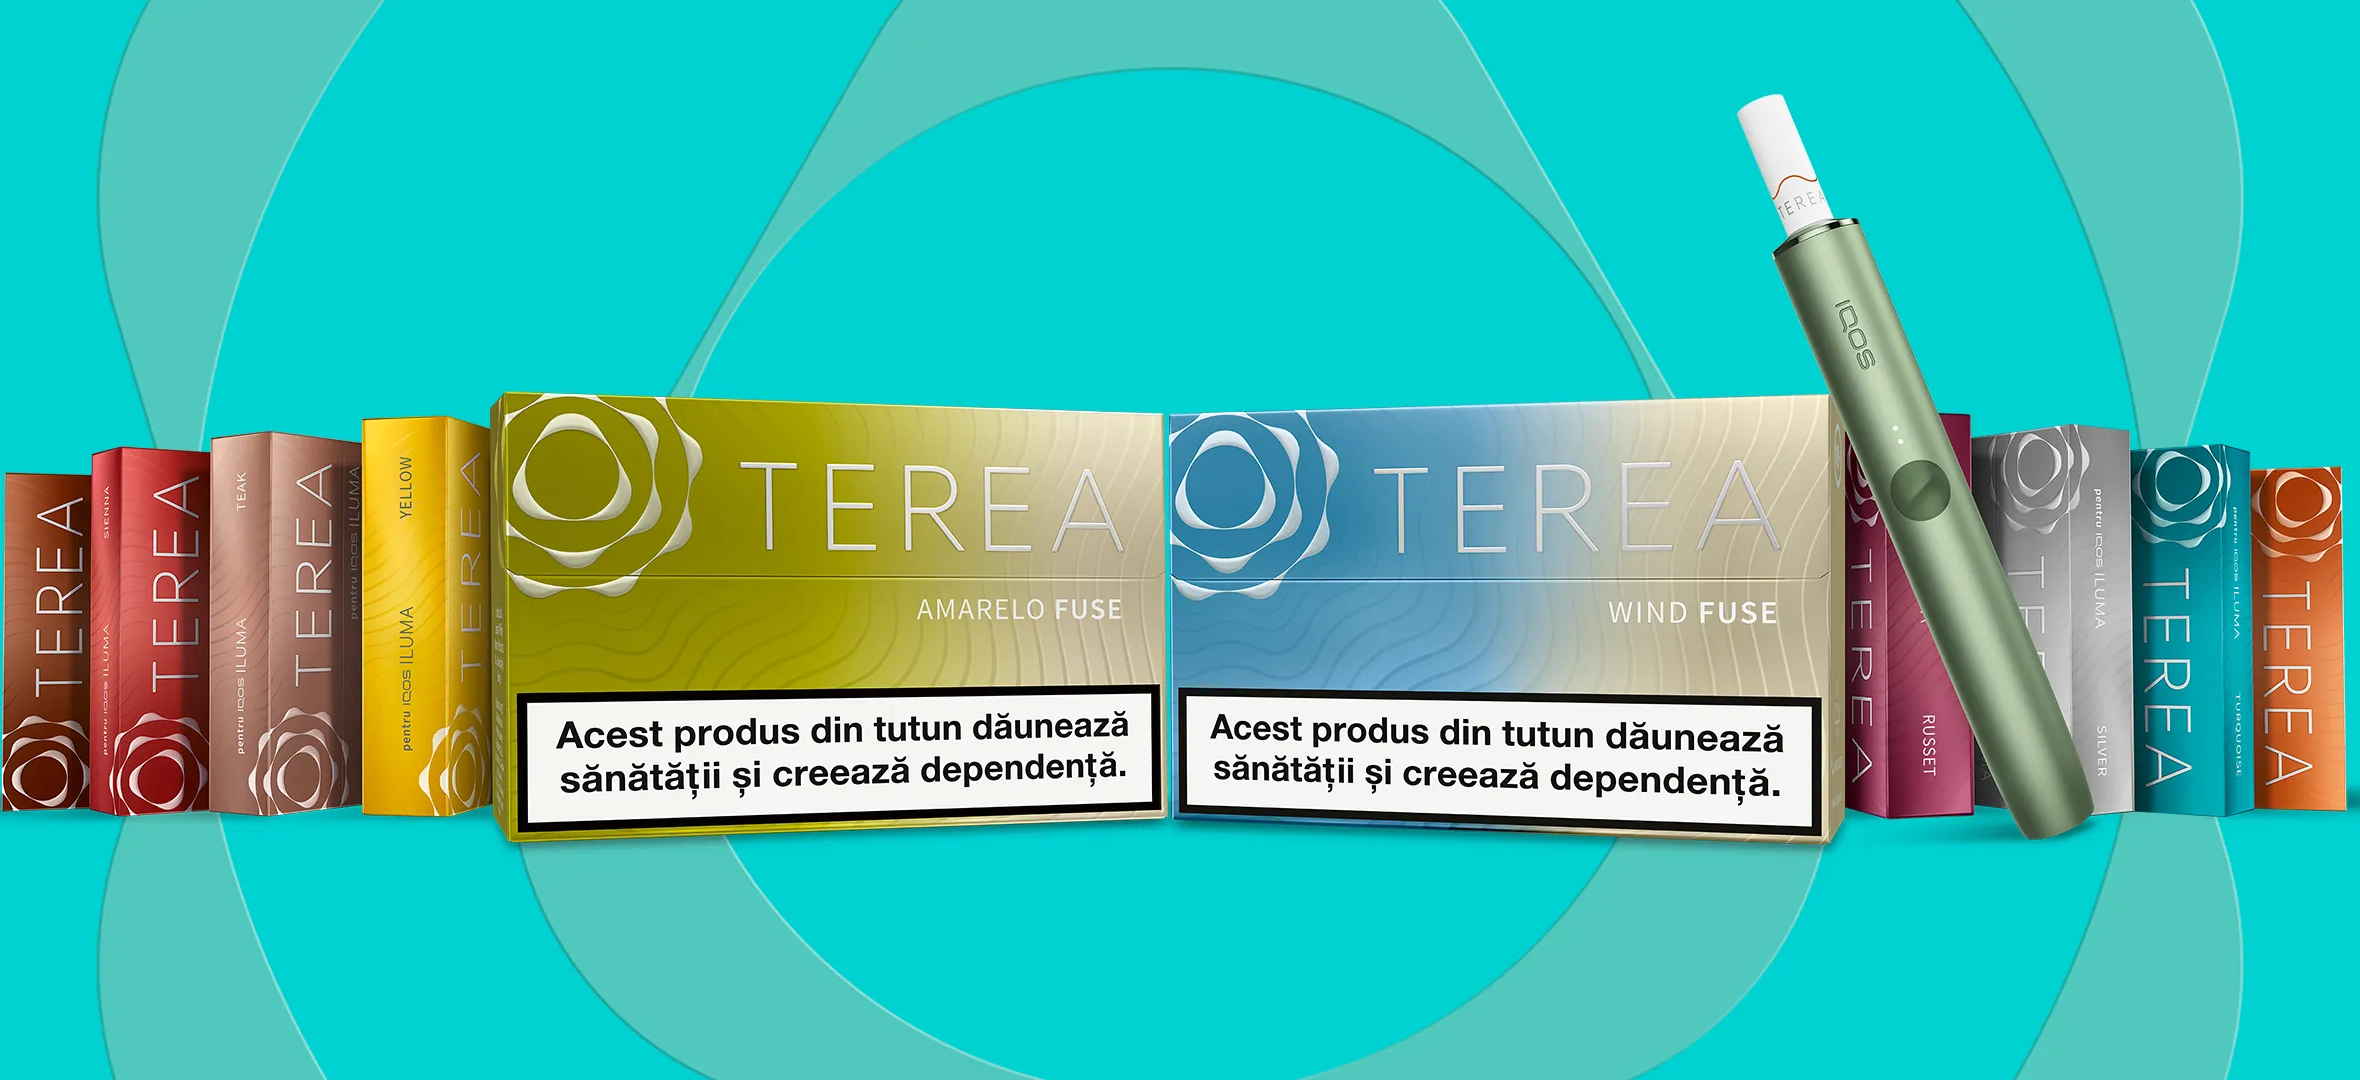 TEREA
SIENNA
pentru IQOS ILUMA
TEREA
TEAK
pentru IQOS ILUMA
TEREA
pentru IQOS ILUMA
YELLOW
pentru IQOS ILUMA
TEREA
TEREA
AMARELO FUSE
Acest produs din tutun dăunează
sănătății și creează dependență.
TEREA
WIND FUSE
Acest produs din tutun dăunează
sănătății și creează dependență.
TEREA
IQOS
TEREA
RUSSET
pentru IQOS ILUMA
SILVER
TEREA
pentru IQOS ILUMA
TURQUOISE
TEREA